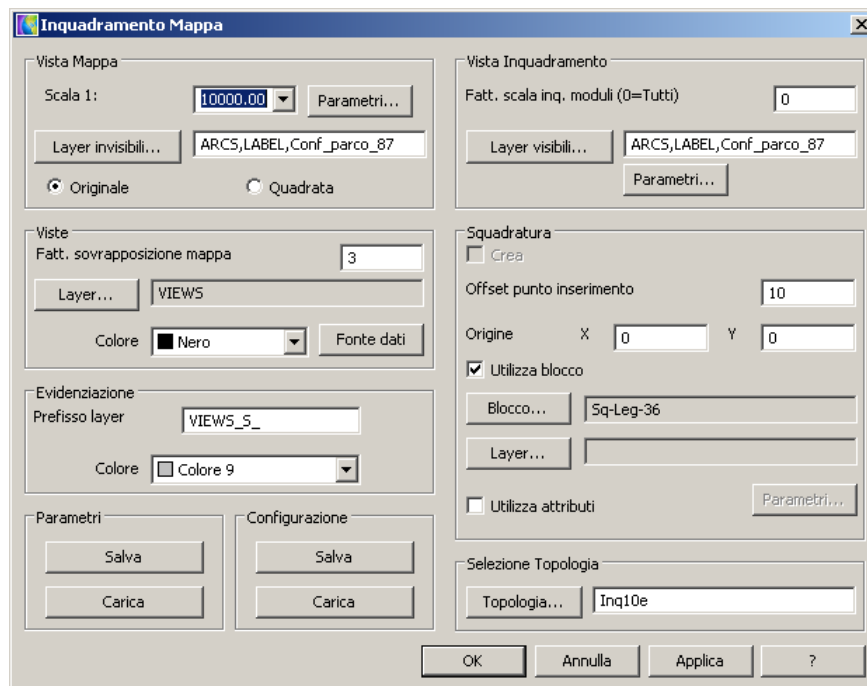 Inquadramento Mappa
Vista Mappa
Scala 1:
10000.00
Parametri...
Layer invisibili...
ARCS,LABEL,Conf_parco_87
Originale
Quadrata
Vista Inquadramento
Fatt. scala inq. moduli (0=Tutti)
0
Layer visibili...
ARCS,LABEL,Conf_parco_87
Parametri...
Viste
Fatt. sovrapposizione mappa
3
Layer...
VIEWS
Colore
Nero
Fonte dati
Squadratura
Crea
Offset punto inserimento
10
Origine
X
0
Y
0
Utilizza blocco
Blocco...
Sq-Leg-36
Layer...
Utilizza attributi
Parametri...
Evidenziazione
Prefisso layer
VIEWS_S_
Colore
Colore 9
Parametri
Salva
Carica
Configurazione
Salva
Carica
Selezione Topologia
Topologia...
Inq10e
OK
Annulla
Applica
?